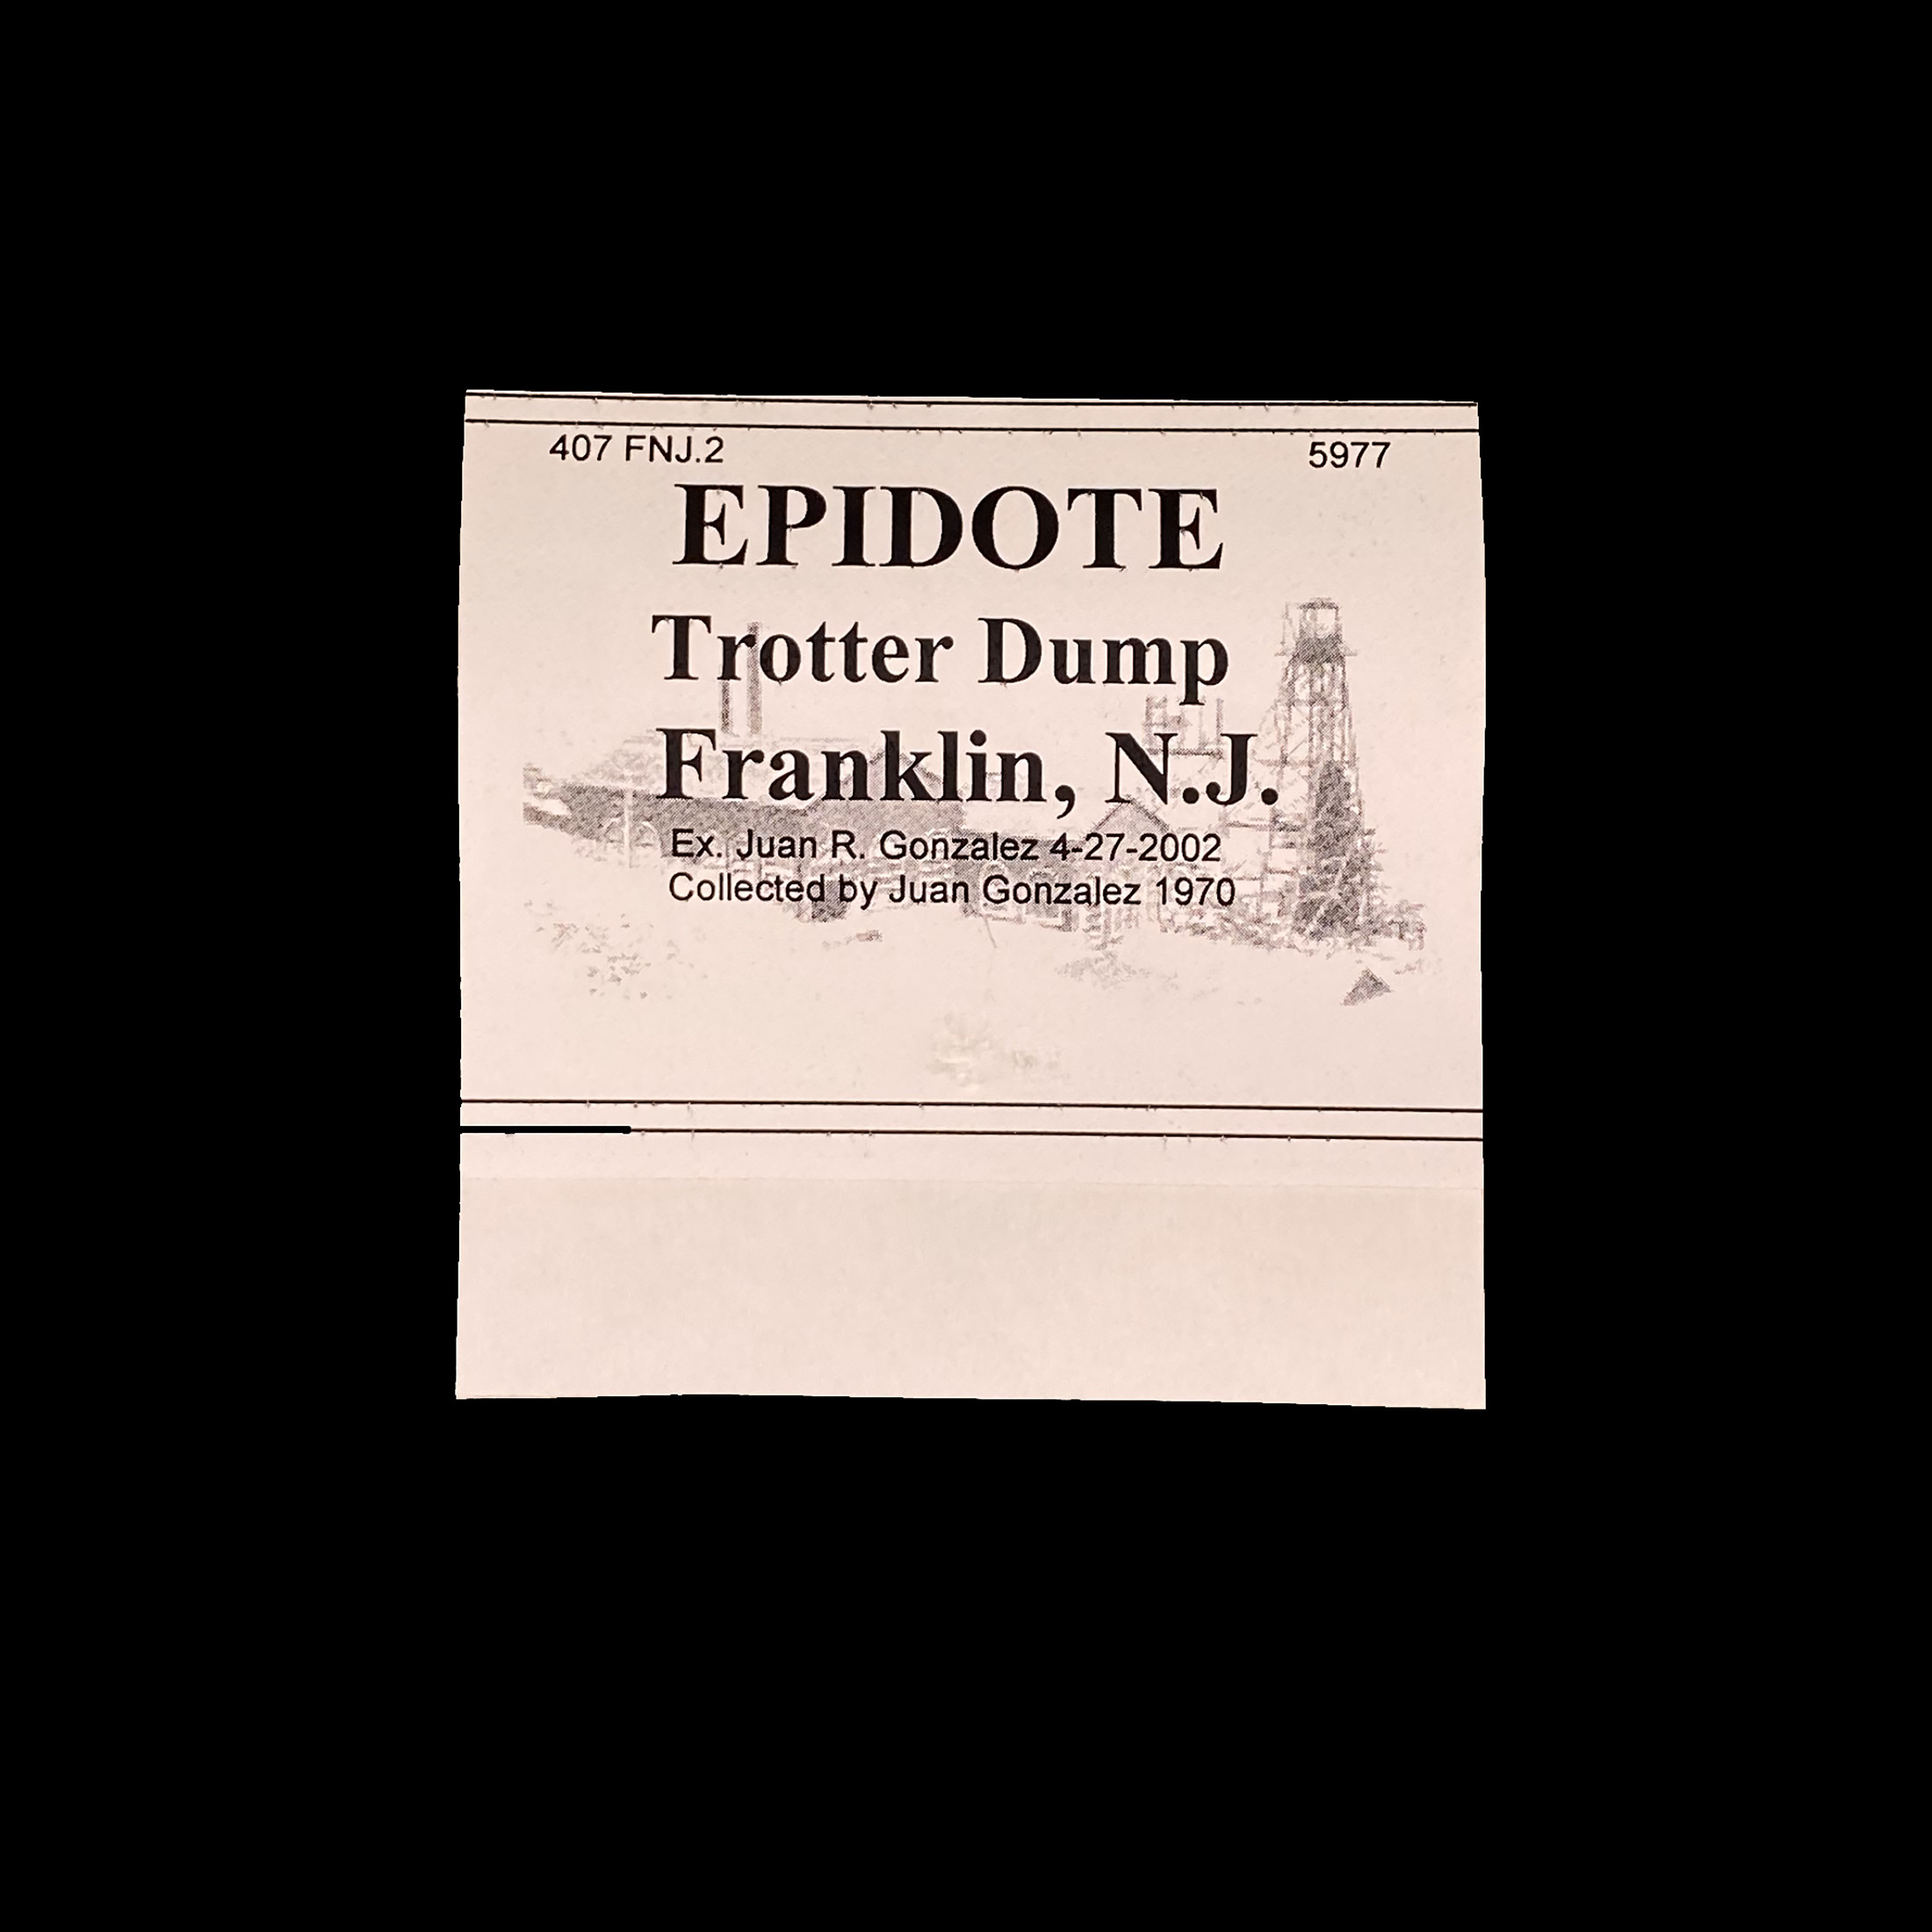 407 FNJ.2 5977
EPIDOTE
Trotter Dump
Franklin, N.J.
Ex. Juan R. Gonzalez 4-27-2002
Collected by Juan Gonzalez 1970